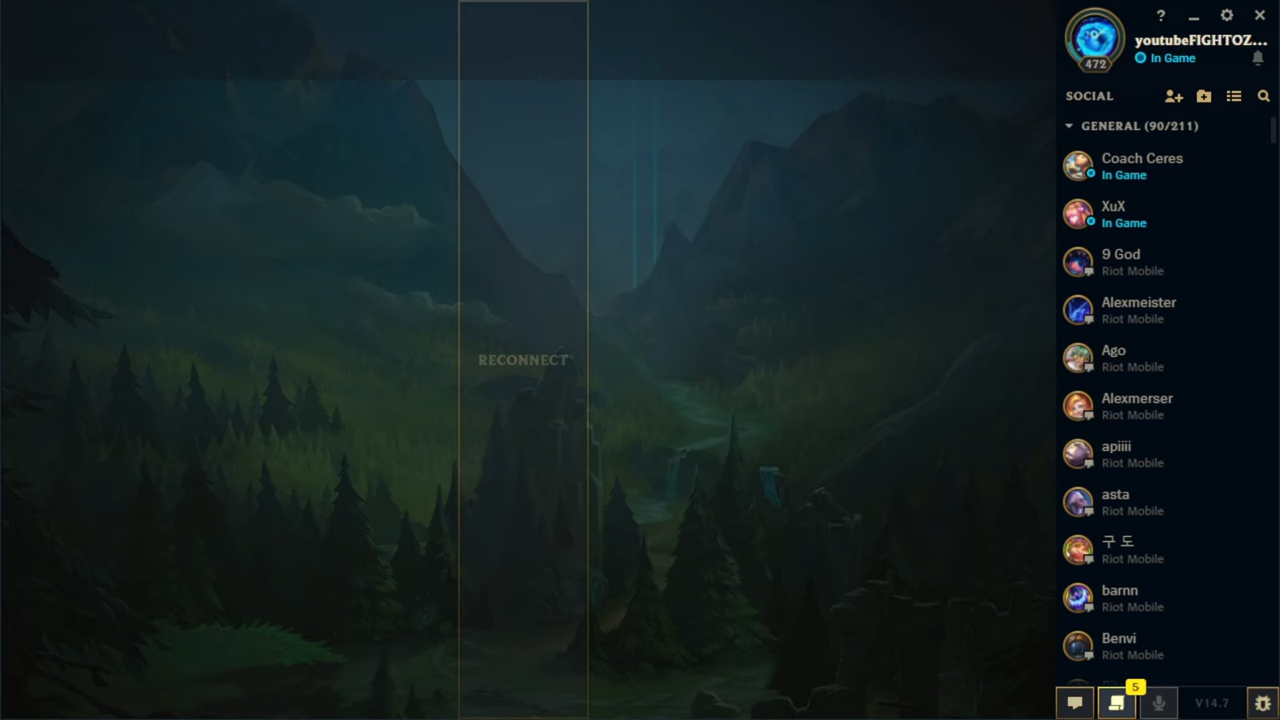 ?
youtubeFIGHTOZ...
472
In Game
SOCIAL
GENERAL (90/211)
Coach Ceres
In Game
XuX
In Game
9 God
Riot Mobile
Alexmeister
Riot Mobile
Ago
Riot Mobile
RECONNECT
Alexmerser
Riot Mobile
apiiii
Riot Mobile
asta
Riot Mobile
구 도
Riot Mobile
barnn
Riot Mobile
Benvi
Riot Mobile
5
V14.7